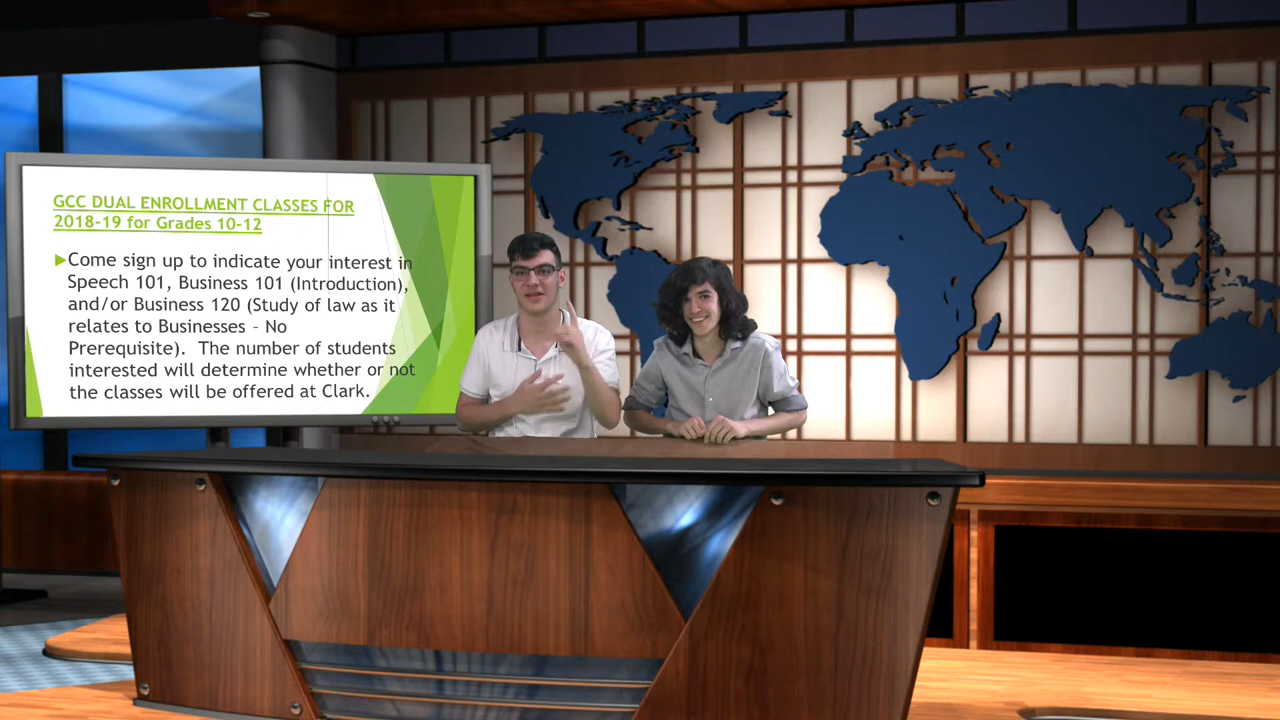 GCC DUAL ENROLLMENT CLASSES FOR
2018-19 for Grades 10-12
Come sign up to indicate your interest in
Speech 101, Business 101 (Introduction),
and/or Business 120 (Study of law as it
relates to Businesses – No
Prerequisite).  The number of students
interested will determine whether or not
the classes will be offered at Clark.